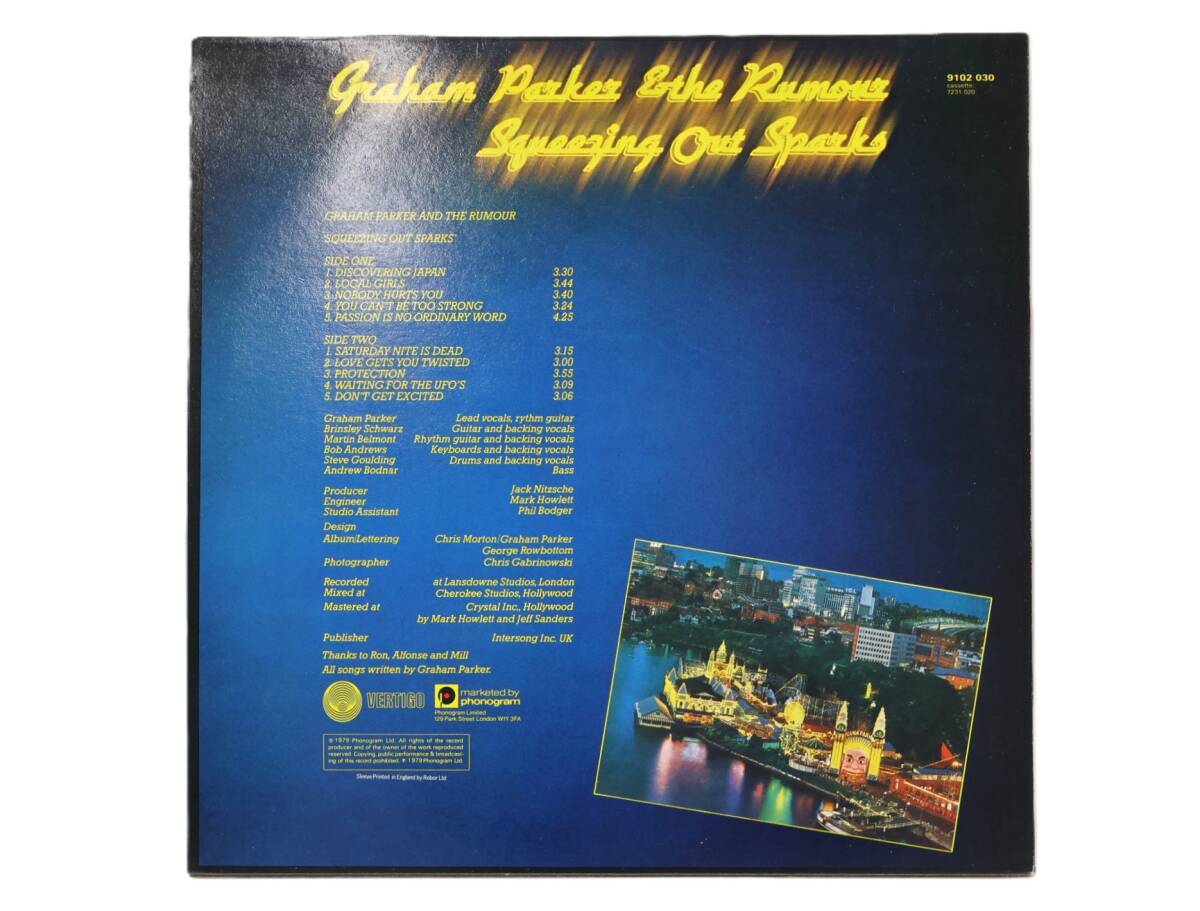 Graham Parker & the Rumour
Squeezing Out Sparks
9102 030
cassette:
7231 020
GRAHAM PARKER AND THE RUMOUR
'SQUEEZING OUT SPARKS'
SIDE ONE
1. DISCOVERING JAPAN 3.30
2. LOCAL GIRLS 3.44
3. NOBODY HURTS YOU 3.40
4. YOU CAN'T BE TOO STRONG 3.24
5. PASSION IS NO ORDINARY WORD 4.25
SIDE TWO
1. SATURDAY NITE IS DEAD 3.15
2. LOVE GETS YOU TWISTED 3.00
3. PROTECTION 3.55
4. WAITING FOR THE UFO'S 3.09
5. DON'T GET EXCITED 3.06
Graham Parker Lead vocals, rythm guitar
Brinsley Schwarz Guitar and backing vocals
Martin Belmont Rhythm guitar and backing vocals
Bob Andrews Keyboards and backing vocals
Steve Goulding Drums and backing vocals
Andrew Bodnar Bass
Producer Jack Nitzsche
Engineer Mark Howlett
Studio Assistant Phil Bodger
Design
Album/Lettering Chris Morton/Graham Parker
George Rowbottom
Photographer Chris Gabrinowski
Recorded at Lansdowne Studios, London
Mixed at Cherokee Studios, Hollywood
Mastered at Crystal Inc., Hollywood
by Mark Howlett and Jeff Sanders
Publisher Intersong Inc. UK
Thanks to Ron, Alfonse and Mill
All songs written by Graham Parker.
VERTIGO
marketed by
phonogram
Phonogram Limited
129 Park Street London W1Y 3FA
℗ 1979 Phonogram Ltd. All rights of the record
producer and of the owner of the work reproduced
reserved. Copying, public performance & broadcast-
ing of this record prohibited. © 1979 Phonogram Ltd.
Sleeve Printed in England by Robor Ltd
LUNA PARK